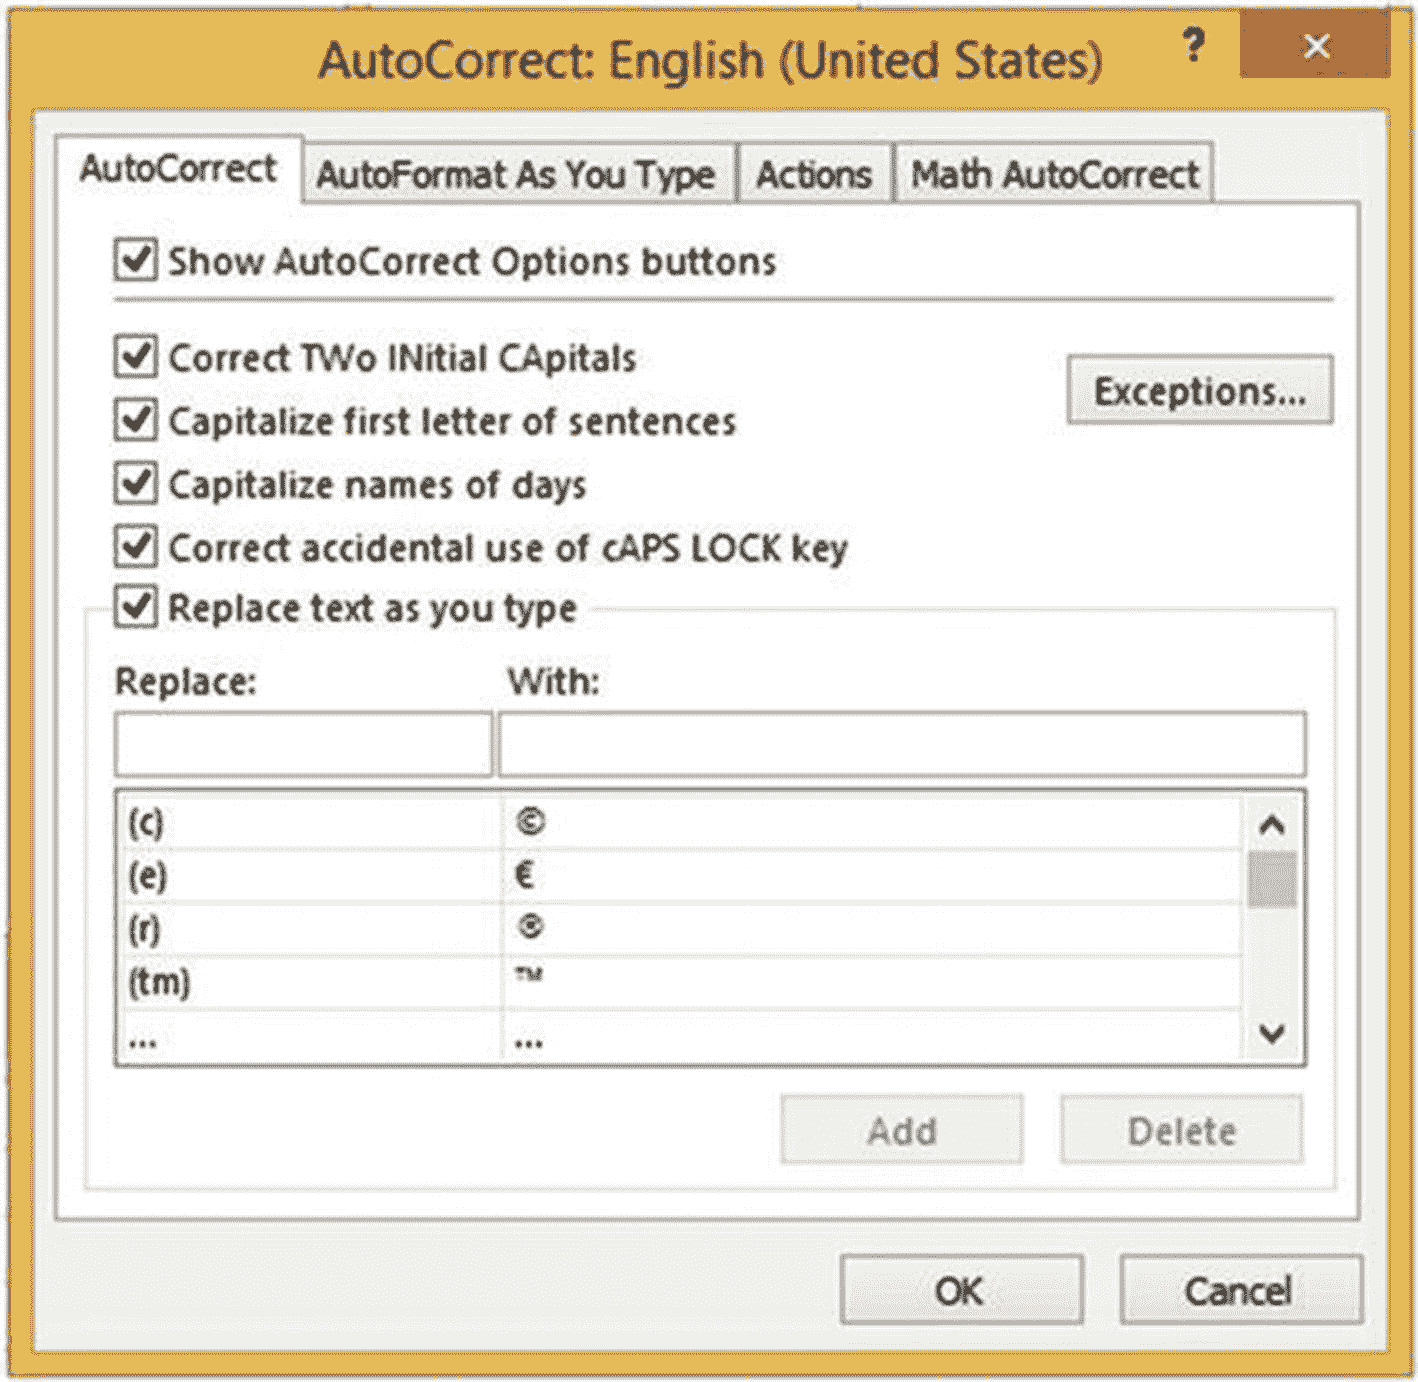 AutoCorrect: English (United States) ? ×
AutoCorrect AutoFormat As You Type Actions Math AutoCorrect
Show AutoCorrect Options buttons
Correct TWo INitial CApitals
Exceptions...
Capitalize first letter of sentences
Capitalize names of days
Correct accidental use of cAPS LOCK key
Replace text as you type
Replace: With:
(c) ©
(e) €
(r) ®
(tm) ™
... ...
Add Delete
OK Cancel